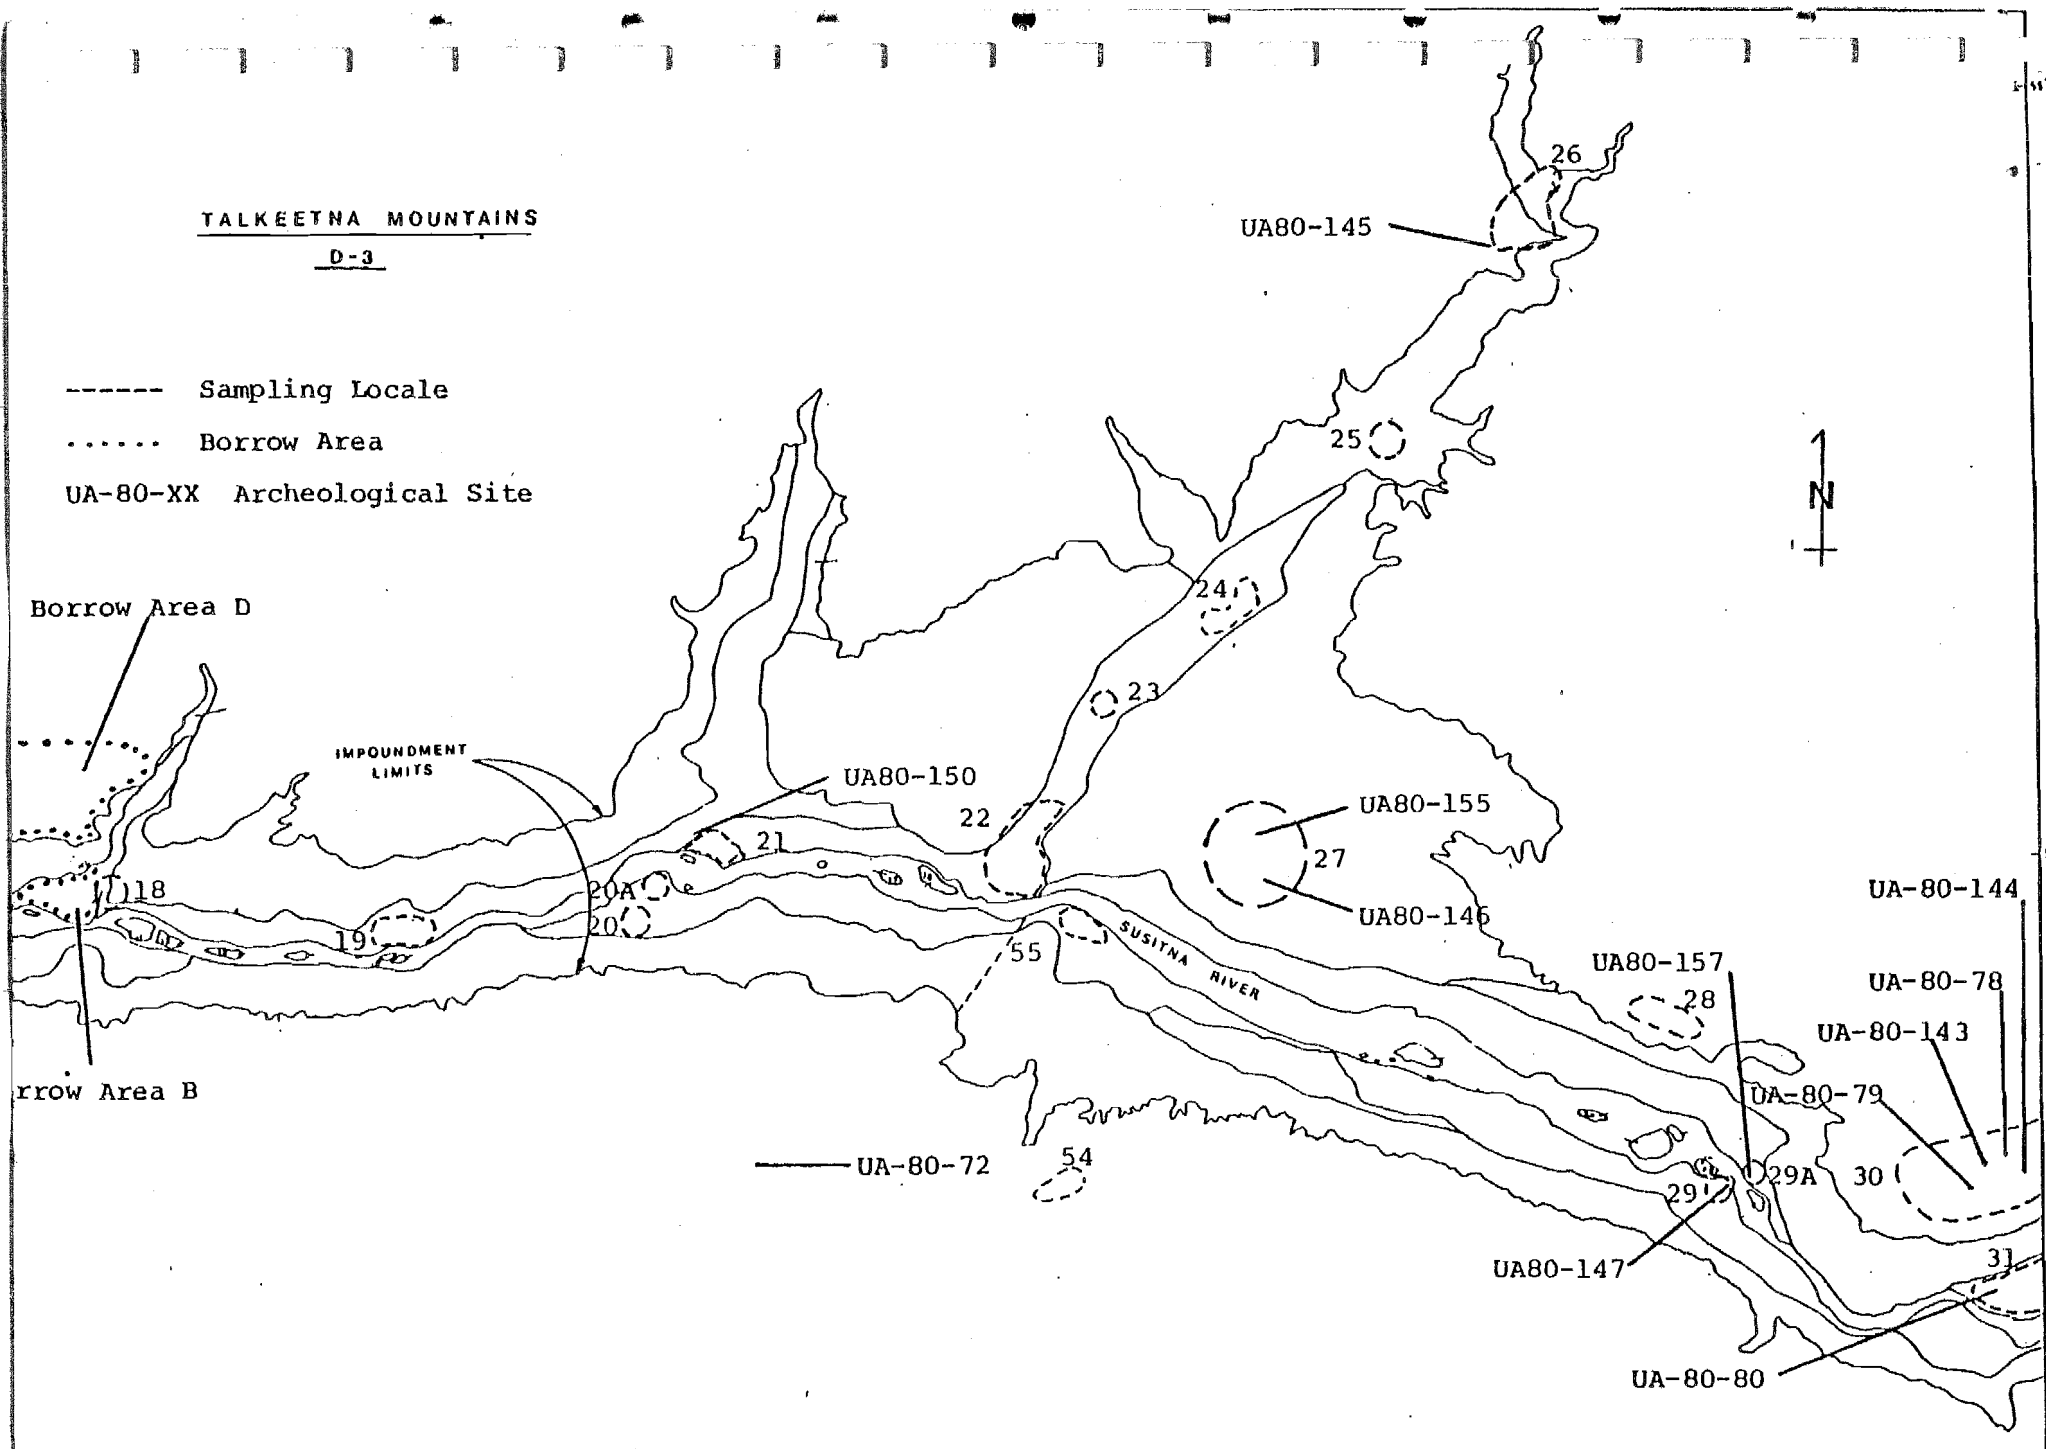 TALKEETNA MOUNTAINS
D-3
------ Sampling Locale
...... Borrow Area
UA-80-XX Archeological Site
26
UA80-145
25
N
24
Borrow Area D
23
IMPOUNDMENT
LIMITS
UA80-150
22
UA80-155
21
27
20A
18
UA80-146
UA-80-144
19
20
55
SUSITNA RIVER
UA80-157
28
UA-80-78
UA-80-143
rrow Area B
UA-80-79
UA-80-72
54
29
29A
30
UA80-147
31
UA-80-80